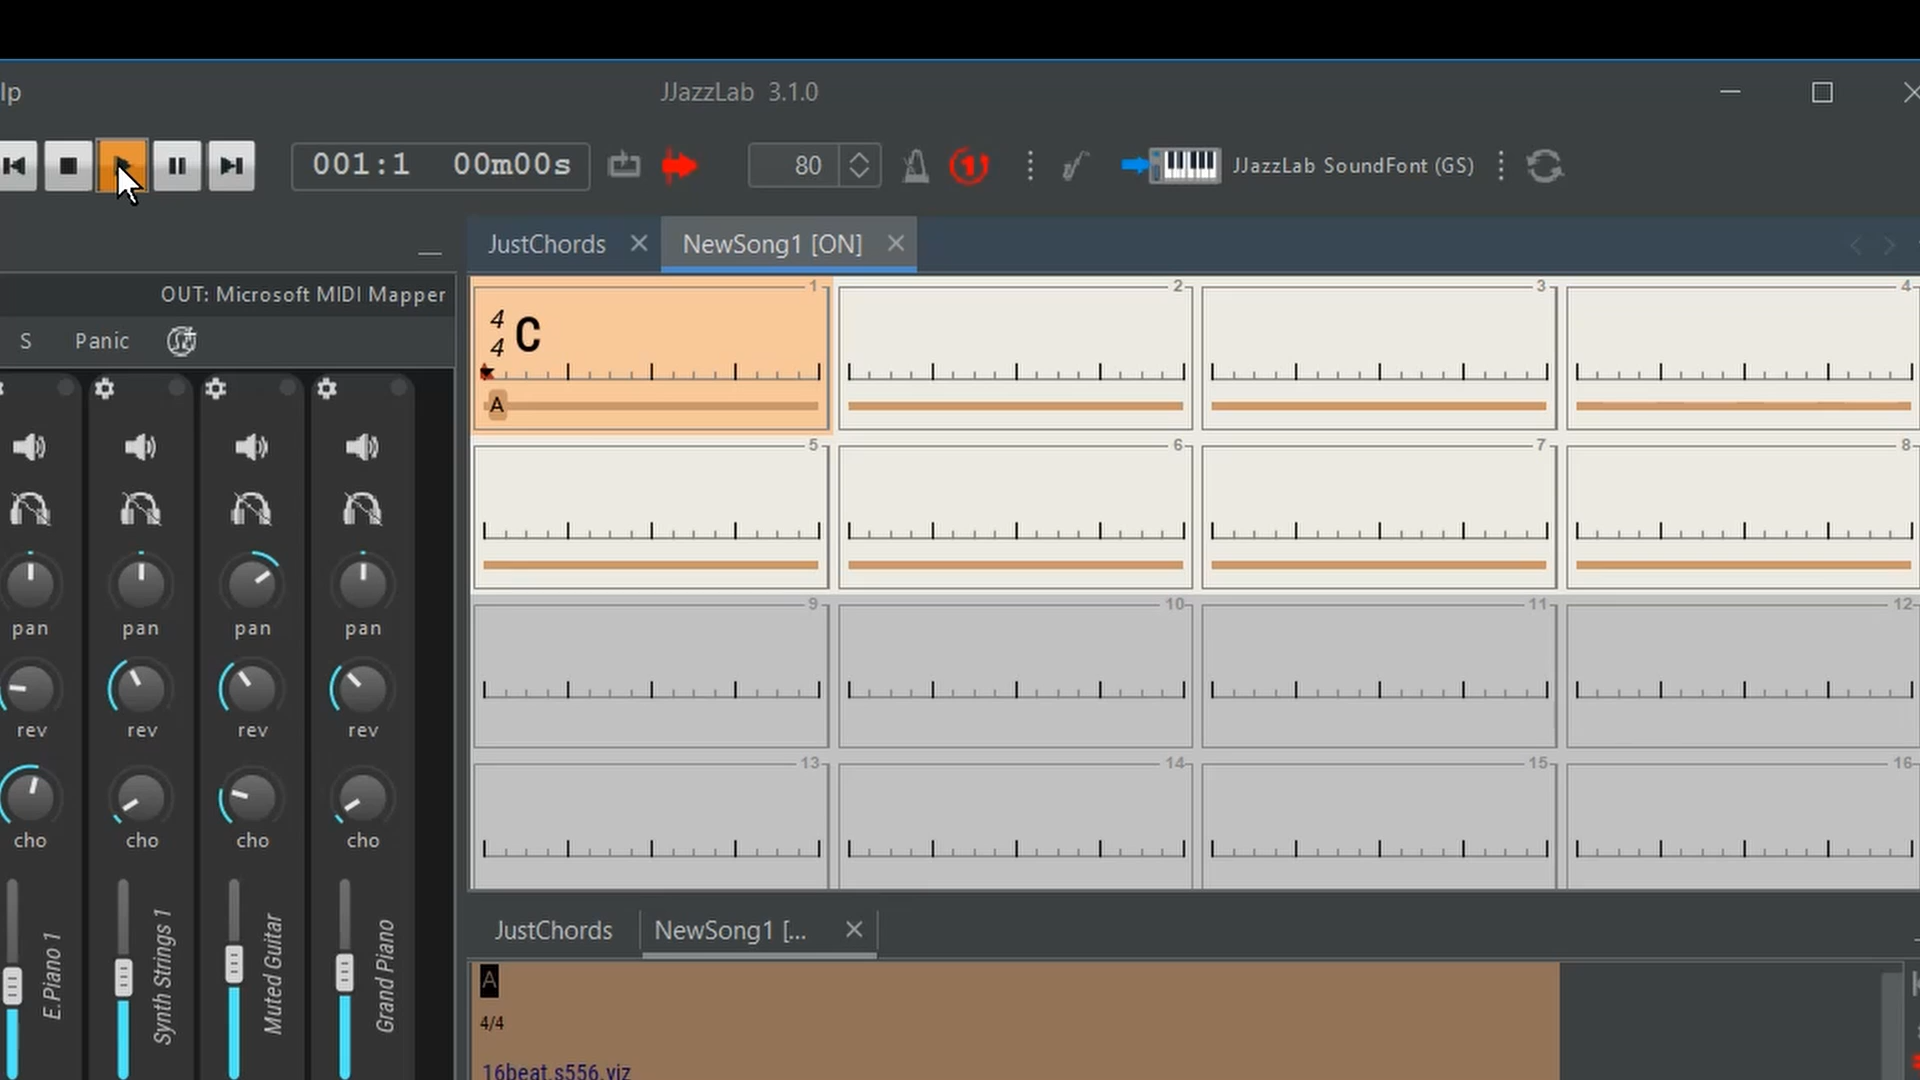 lp
JJazzLab 3.1.0
001:1 00m00s
80
1
JJazzLab SoundFont (GS)
JustChords
NewSong1 [ON]
OUT: Microsoft MIDI Mapper
S
Panic
1
2
3
4
4
4
C
A
5
6
7
8
9
10
11
12
13
14
15
16
pan
pan
pan
pan
rev
rev
rev
rev
cho
cho
cho
cho
E.Piano 1
Synth Strings 1
Muted Guitar
Grand Piano
JustChords
NewSong1 [...
A
4/4
16beat.s556.yjz